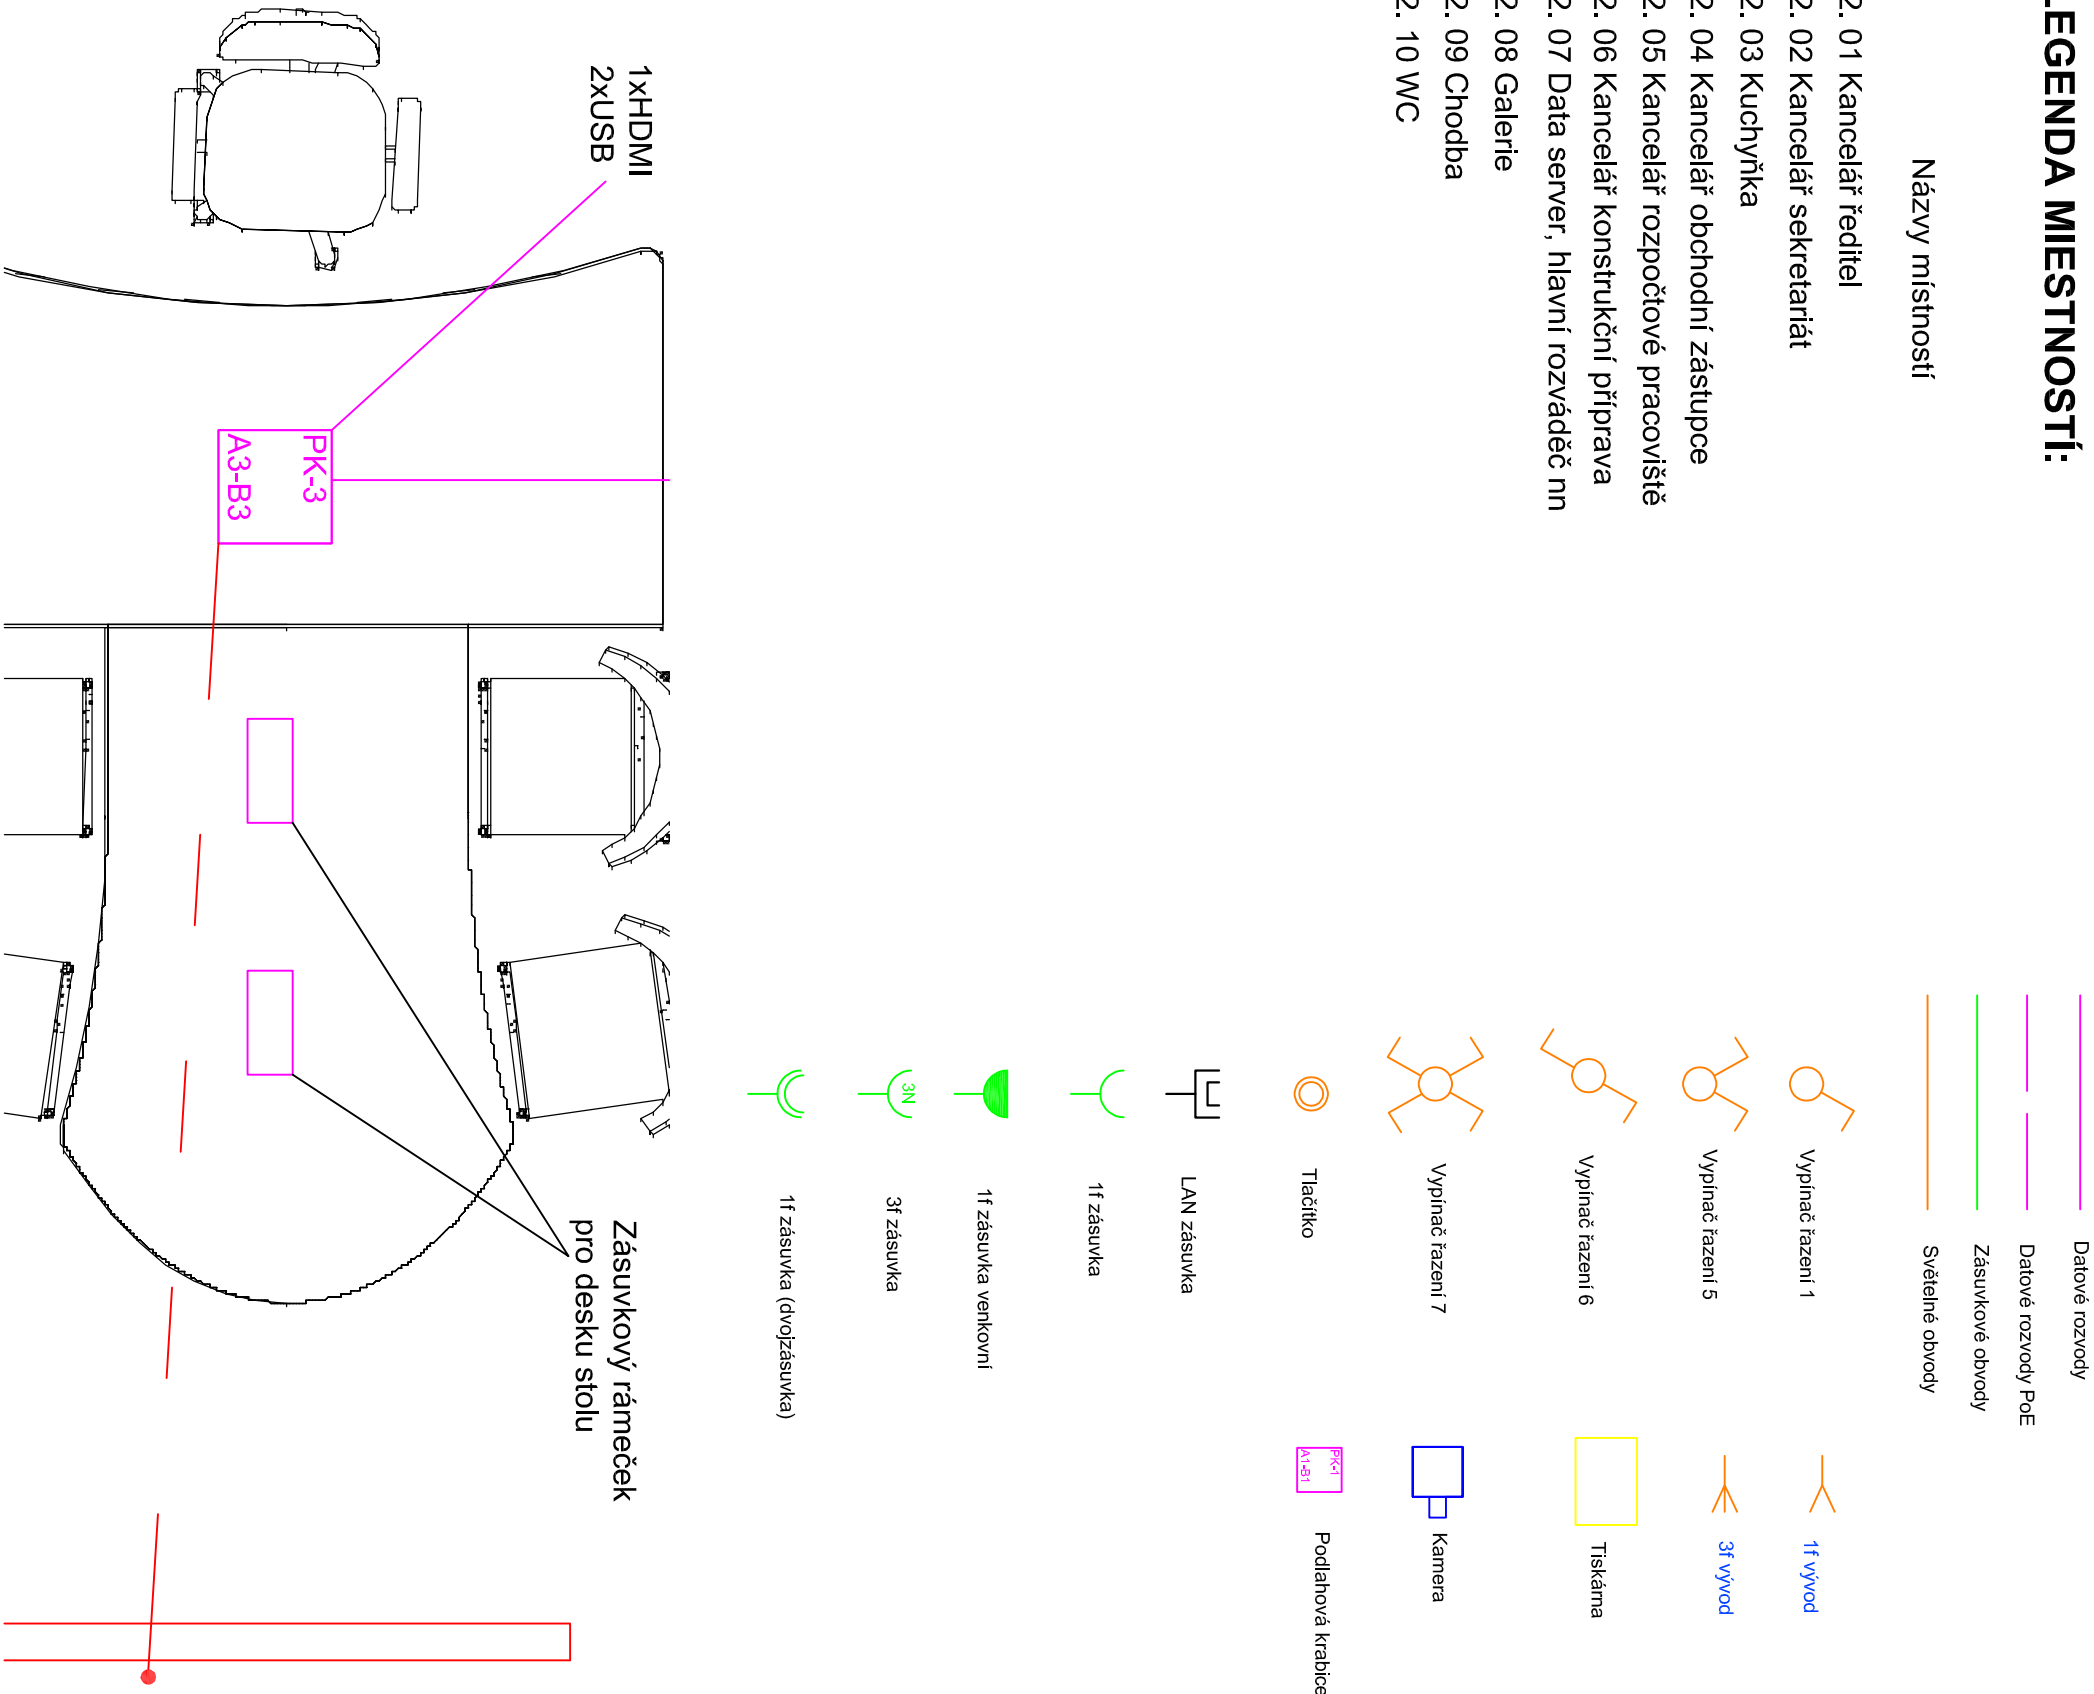 LEGENDA MIESTNOSTÍ:
Názvy místností
2. 01 Kancelář ředitel
2. 02 Kancelář sekretariát
2. 03 Kuchyňka
2. 04 Kancelář obchodní zástupce
2. 05 Kancelář rozpočtové pracoviště
2. 06 Kancelář konstrukční příprava
2. 07 Data server, hlavní rozváděč nn
2. 08 Galerie
2. 09 Chodba
2. 10 WC
Datové rozvody
Datové rozvody PoE
Zásuvkové obvody
Světelné obvody
Vypínač řazení 1
Vypínač řazení 5
Vypínač řazení 6
Vypínač řazení 7
Tlačítko
LAN zásuvka
1f zásuvka
1f zásuvka venkovní
3N
3f zásuvka
1f zásuvka (dvojzásuvka)
1f vývod
3f vývod
Tiskárna
Kamera
PK-1
A1-B1
Podlahová krabice
1xHDMI
2xUSB
PK-3
A3-B3
Zásuvkový rámeček
pro desku stolu